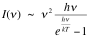 I(ν) ~ ν² hν / (e^(hν/kT) − 1)